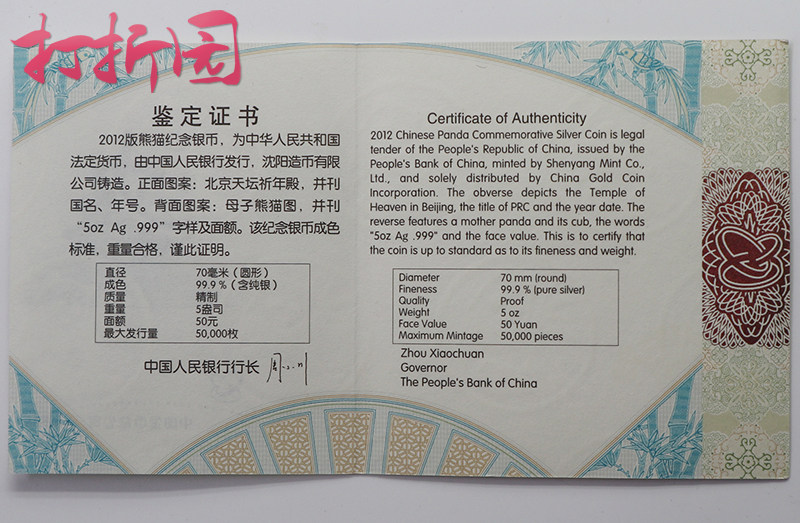 打折园
鉴定证书
2012版熊猫纪念银币，为中华人民共和国
法定货币，由中国人民银行发行，沈阳造币有限
公司铸造。正面图案：北京天坛祈年殿，并刊
国名、年号。背面图案：母子熊猫图，并刊
“5oz Ag .999”字样及面额。该纪念银币成色
标准，重量合格，谨此证明。
直径 70毫米（圆形）
成色 99.9％（含纯银）
质量 精制
重量 5盎司
面额 50元
最大发行量 50,000枚
中国人民银行行长
Certificate of Authenticity
2012 Chinese Panda Commemorative Silver Coin is legal
tender of the People's Republic of China, issued by the
People's Bank of China, minted by Shenyang Mint Co.,
Ltd., and solely distributed by China Gold Coin
Incorporation. The obverse depicts the Temple of
Heaven in Beijing, the title of PRC and the year date. The
reverse features a mother panda and its cub, the words
"5oz Ag .999" and the face value. This is to certify that
the coin is up to standard as to its fineness and weight.
Diameter 70 mm (round)
Fineness 99.9 % (pure silver)
Quality Proof
Weight 5 oz
Face Value 50 Yuan
Maximum Mintage 50,000 pieces
Zhou Xiaochuan
Governor
The People's Bank of China